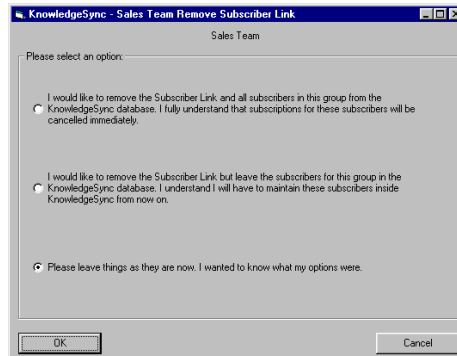 KnowledgeSync - Sales Team Remove Subscriber Link
Sales Team
Please select an option:
I would like to remove the Subscriber Link and all subscribers in this group from the
KnowledgeSync database. I fully understand that subscriptions for these subscribers will be
cancelled immediately.
I would like to remove the Subscriber Link but leave the subscribers for this group in the
KnowledgeSync database. I understand I will have to maintain these subscribers inside
KnowledgeSync from now on.
Please leave things as they are now. I wanted to know what my options were.
OK
Cancel